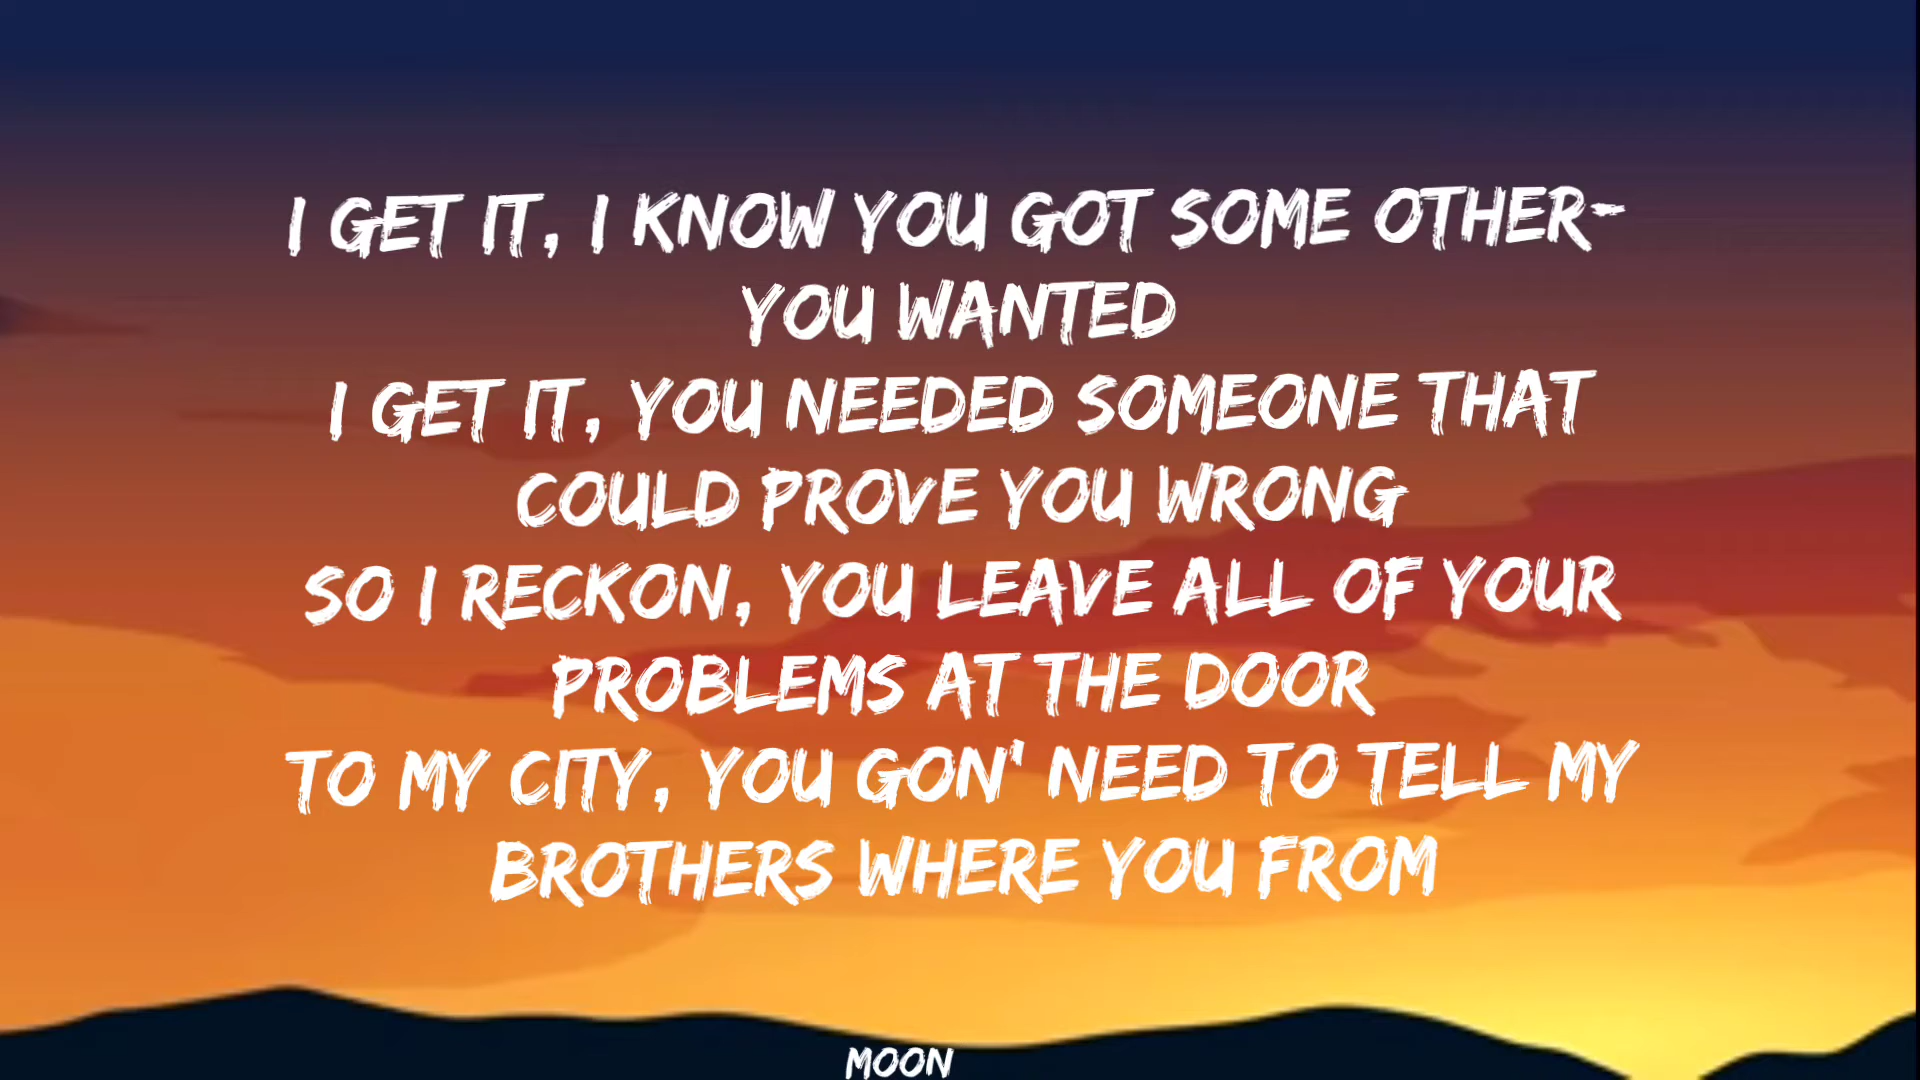 I GET IT, I KNOW YOU GOT SOME OTHER-
YOU WANTED
I GET IT, YOU NEEDED SOMEONE THAT
COULD PROVE YOU WRONG
SO I RECKON, YOU LEAVE ALL OF YOUR
PROBLEMS AT THE DOOR
TO MY CITY, YOU GON' NEED TO TELL MY
BROTHERS WHERE YOU FROM
MOON